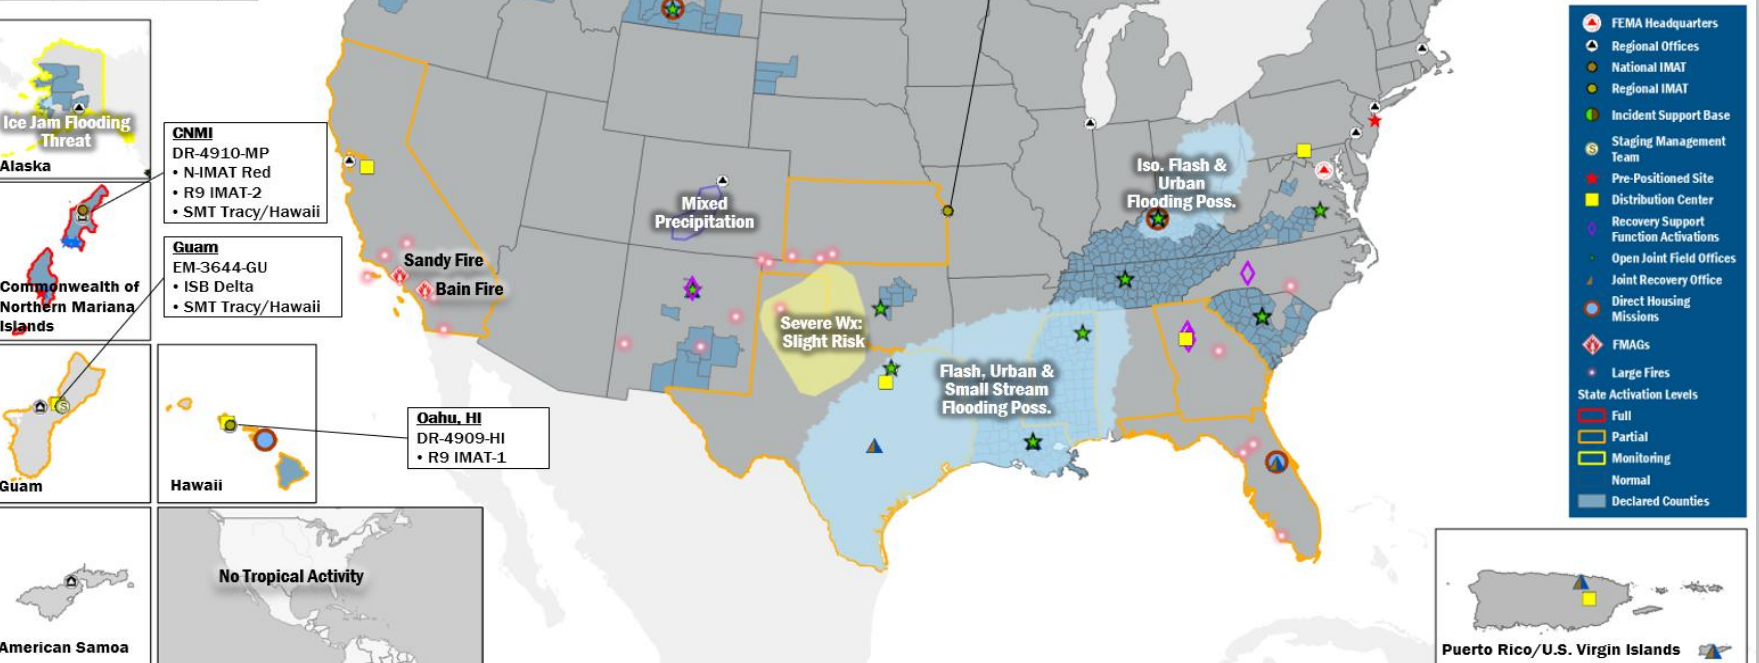 Ice Jam Flooding
Threat
Alaska
CNMI
DR-4910-MP
• N-IMAT Red
• R9 IMAT-2
• SMT Tracy/Hawaii
Commonwealth of
Northern Mariana
Islands
Guam
EM-3644-GU
• ISB Delta
• SMT Tracy/Hawaii
Guam
Hawaii
Oahu, HI
DR-4909-HI
• R9 IMAT-1
American Samoa
No Tropical Activity
Sandy Fire
Bain Fire
Mixed
Precipitation
Severe Wx:
Slight Risk
Iso. Flash &
Urban
Flooding Poss.
Flash, Urban &
Small Stream
Flooding Poss.
FEMA Headquarters
Regional Offices
National IMAT
Regional IMAT
Incident Support Base
Staging Management
Team
Pre-Positioned Site
Distribution Center
Recovery Support
Function Activations
Open Joint Field Offices
Joint Recovery Office
Direct Housing
Missions
FMAGs
Large Fires
State Activation Levels
Full
Partial
Monitoring
Normal
Declared Counties
Puerto Rico/U.S. Virgin Islands